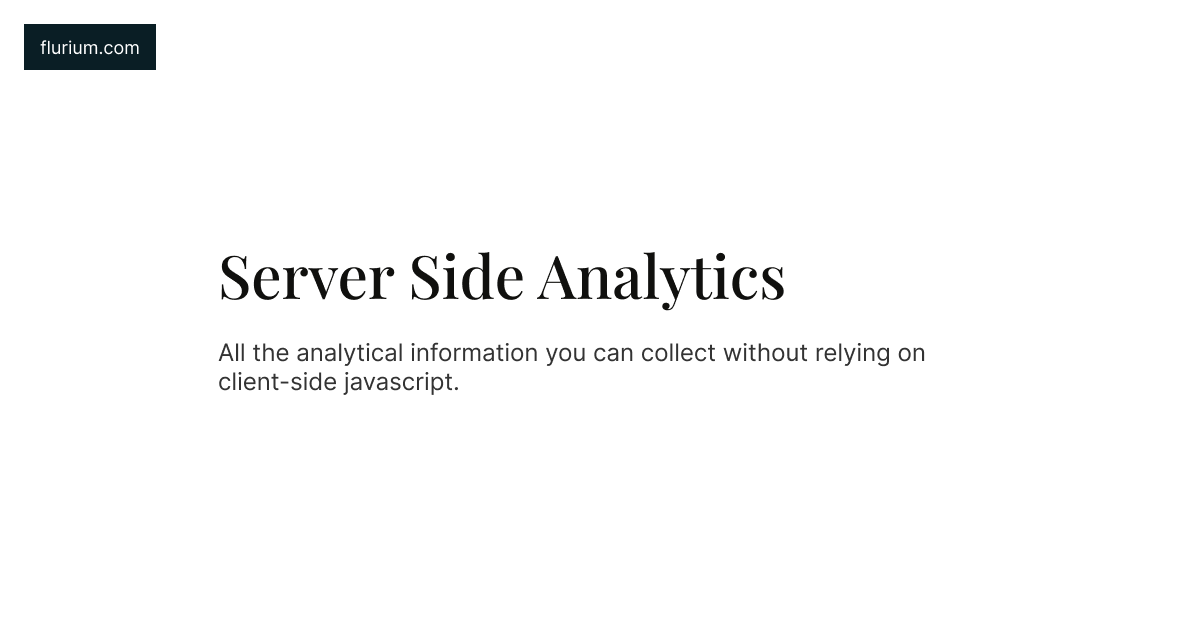 flurium.com
Server Side Analytics
All the analytical information you can collect without relying on
client-side javascript.